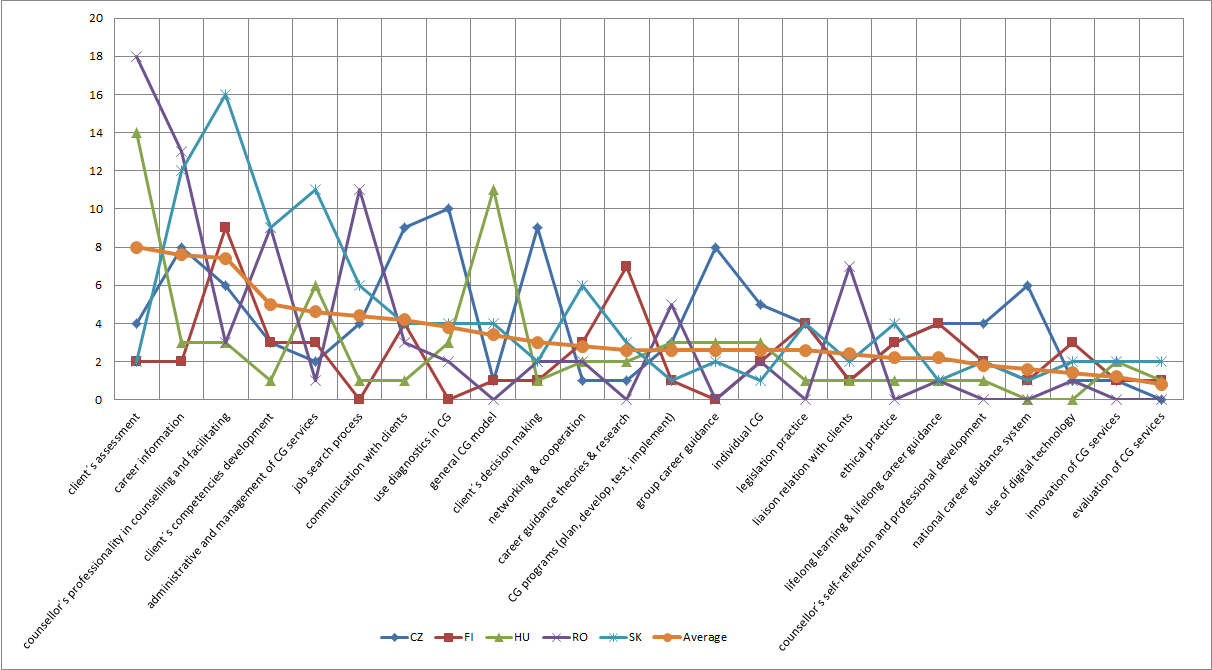 20
18
16
14
12
10
8
6
4
2
0
client´s assessment
career information
counsellor´s professionality in counselling and facilitating
client´s competencies development
administrative and management of CG services
job search process
communication with clients
use diagnostics in CG
general CG model
client´s decision making
networking & cooperation
career guidance theories & research
CG programs (plan, develop, test, implement)
group career guidance
individual CG
legislation practice
liaison relation with clients
ethical practice
lifelong learning & lifelong career guidance
counsellor´s self-reflection and professional development
national career guidance system
use of digital technology
innovation of CG services
evaluation of CG services
CZ FI HU RO SK Average